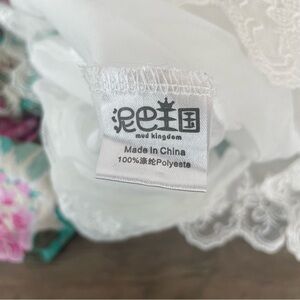 泥巴王国
mud kingdom
Made In China
100%涤纶Polyeste